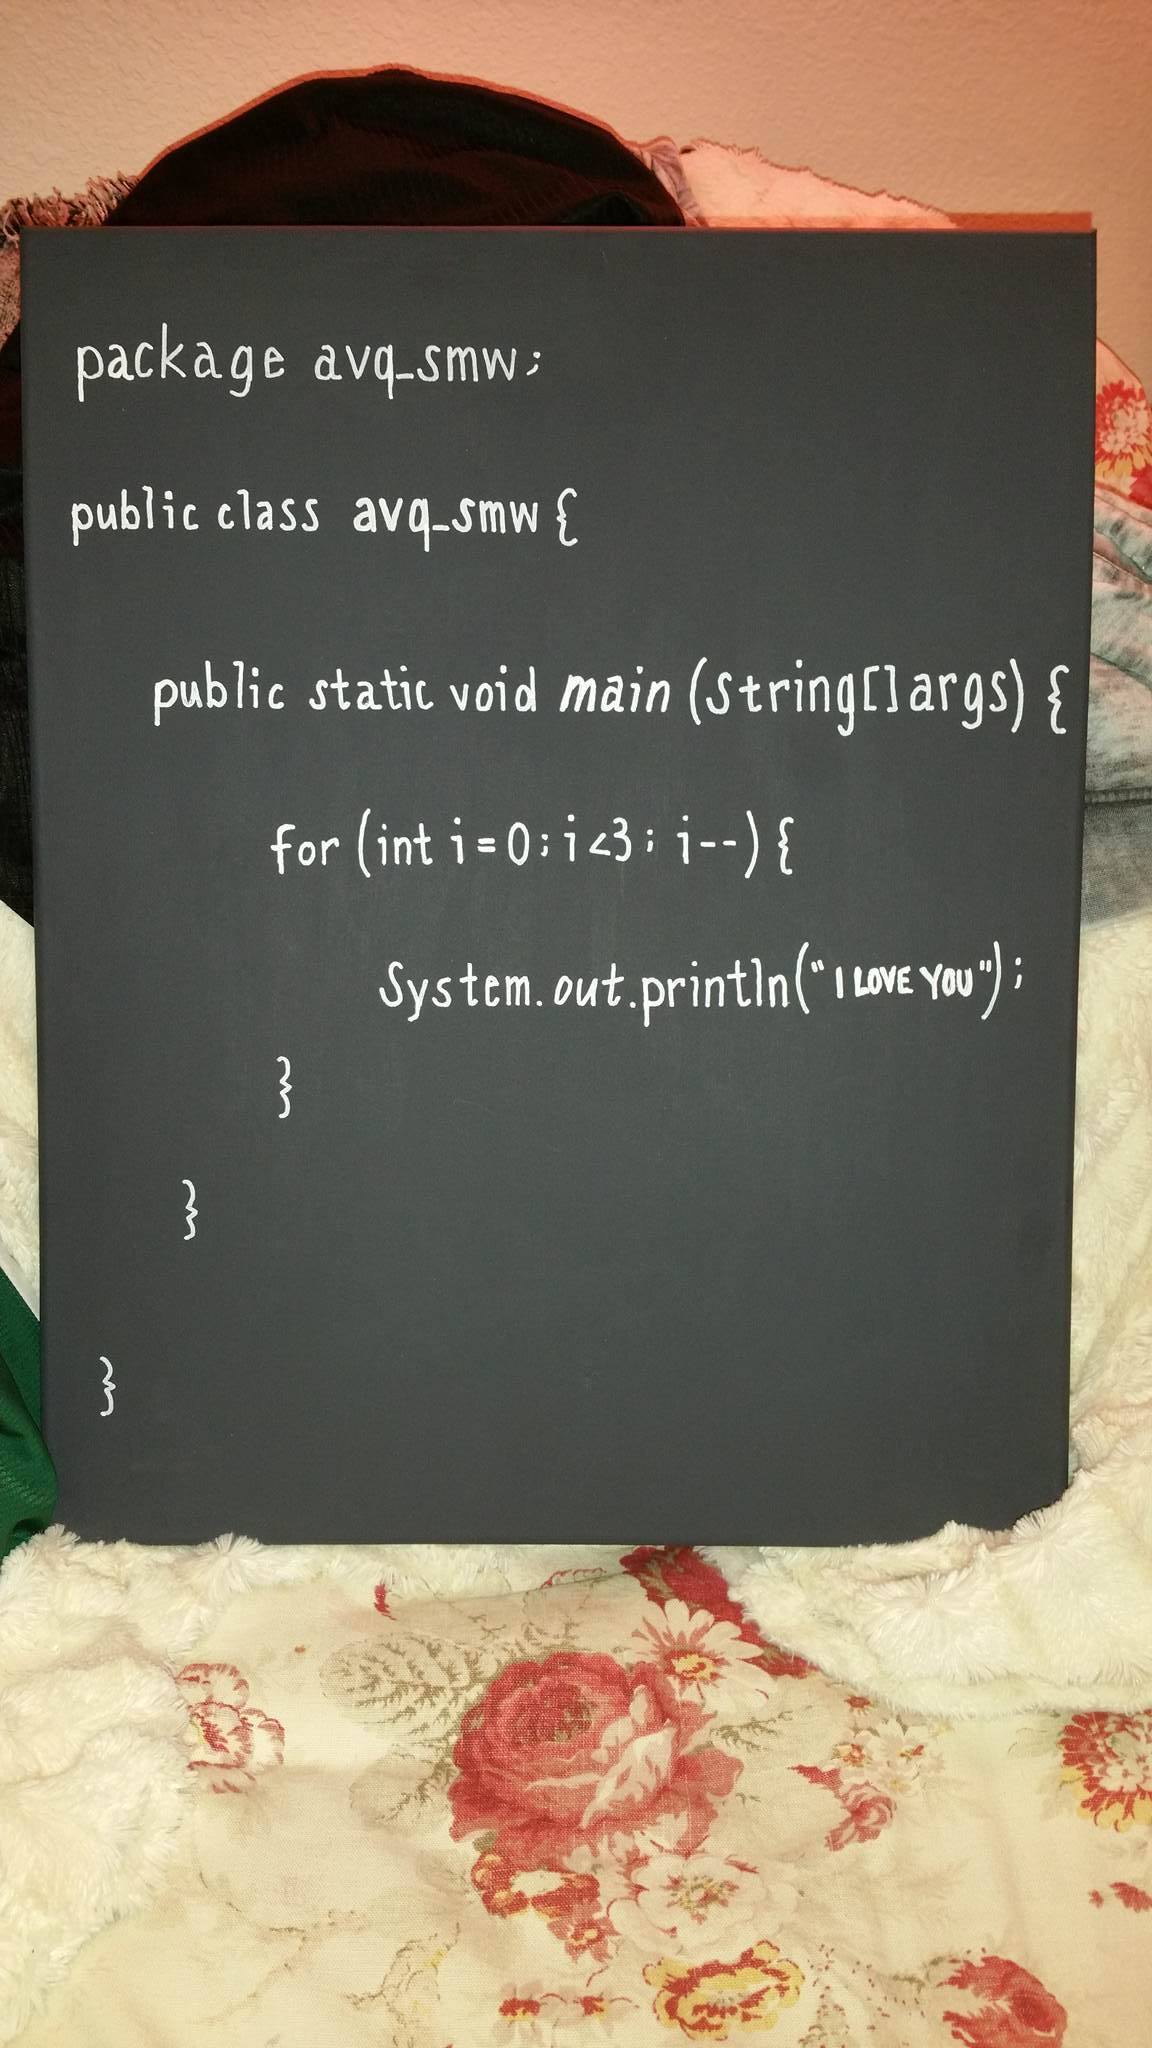 package avq_smw;
public class avq_smw {
public static void main (String[] args) {
for (int i = 0; i <3; i--) {
System.out.println("I LOVE YOU");
}
}
}